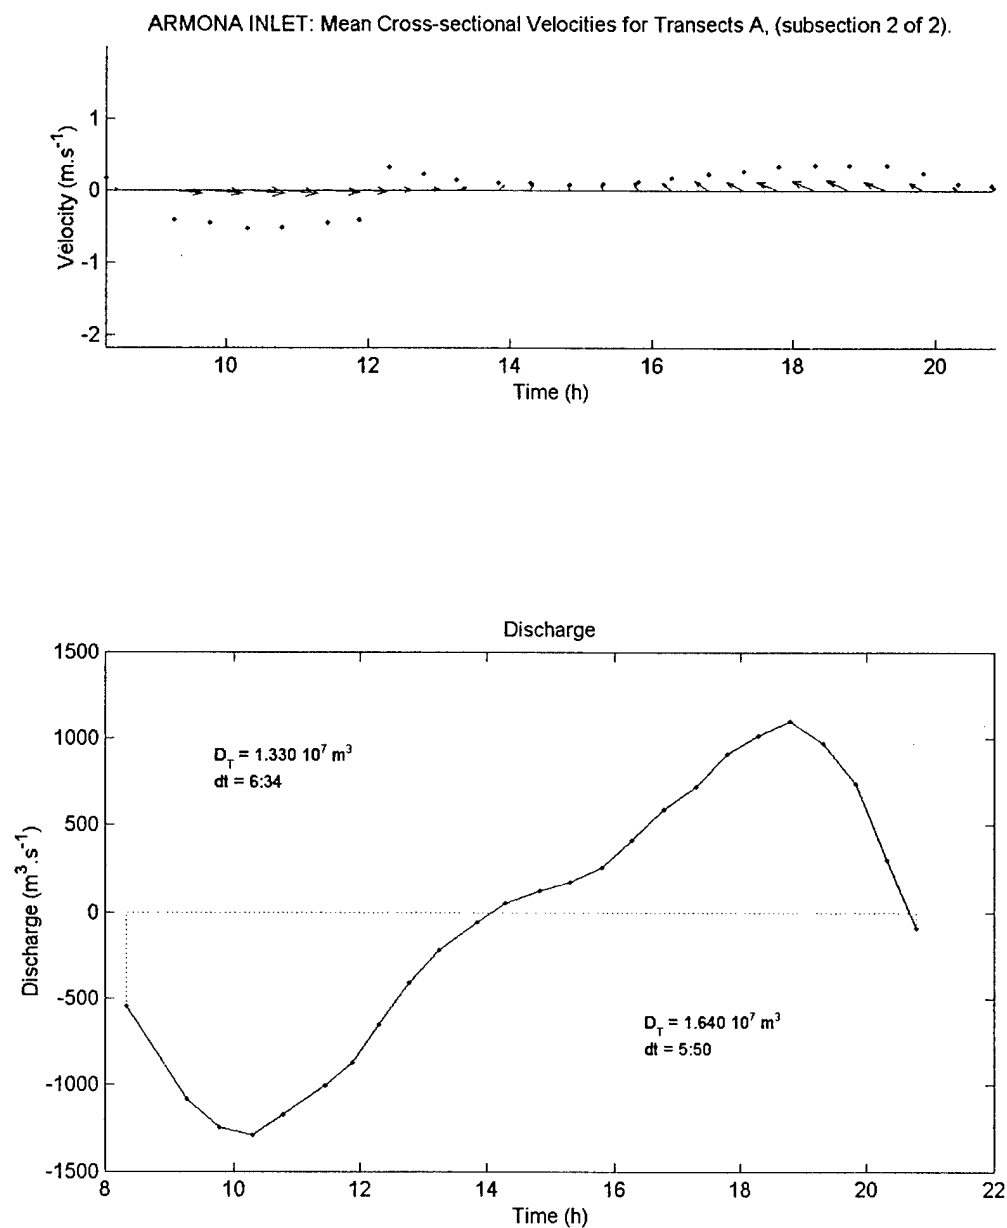 ARMONA INLET: Mean Cross-sectional Velocities for Transects A, (subsection 2 of 2).
Velocity (m.s⁻¹)
1
0
-1
-2
10 12 14 16 18 20
Time (h)
Discharge
Discharge (m³.s⁻¹)
1500
1000
500
0
-500
-1000
-1500
D_T = 1.330 10⁷ m³
dt = 6:34
D_T = 1.640 10⁷ m³
dt = 5:50
8 10 12 14 16 18 20 22
Time (h)